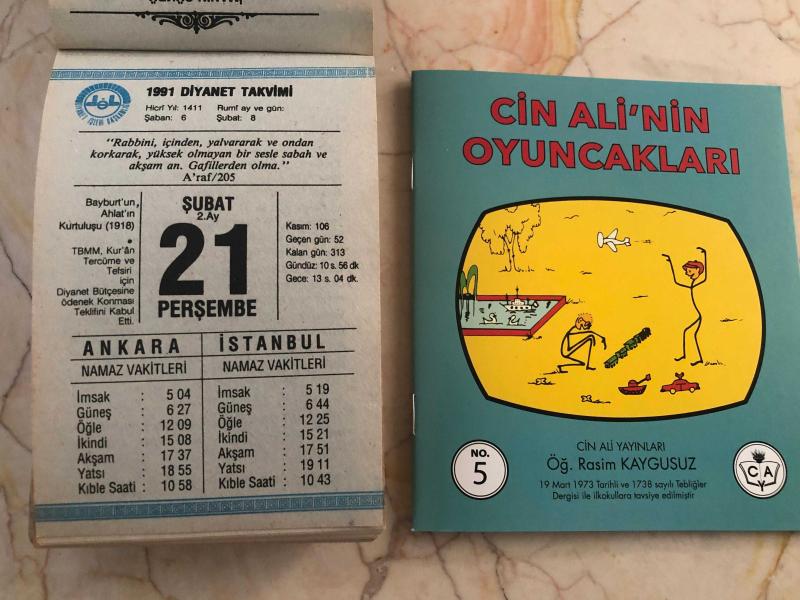 1991 DİYANET TAKVİMİ
Hicrî Yıl: 1411 Rumî ay ve gün:
Şaban: 6 Şubat: 8
"Rabbini, içinden, yalvararak ve ondan
korkarak, yüksek olmayan bir sesle sabah ve
akşam an. Gafillerden olma."
A'raf/205
Bayburt'un,
Ahlat'ın
Kurtuluşu (1918)
•
TBMM, Kur'ân
Tercüme ve
Tefsiri
için
Diyanet Bütçesine
ödenek Konması
Teklifini Kabul
Etti.
ŞUBAT
2.Ay
21
PERŞEMBE
Kasım: 106
Geçen gün: 52
Kalan gün: 313
Gündüz: 10 s. 56 dk
Gece: 13 s. 04 dk.
ANKARA
NAMAZ VAKİTLERİ
İmsak : 5 04
Güneş : 6 27
Öğle : 12 09
İkindi : 15 08
Akşam : 17 37
Yatsı : 18 55
Kıble Saati : 10 58
İSTANBUL
NAMAZ VAKİTLERİ
İmsak : 5 19
Güneş : 6 44
Öğle : 12 25
İkindi : 15 21
Akşam : 17 51
Yatsı : 19 11
Kıble Saati : 10 43
CİN ALİ'NİN
OYUNCAKLARI
NO.
5
CİN ALİ YAYINLARI
Öğ. Rasim KAYGUSUZ
19 Mart 1973 Tarihli ve 1738 sayılı Tebliğler
Dergisi ile ilkokullara tavsiye edilmiştir
C A